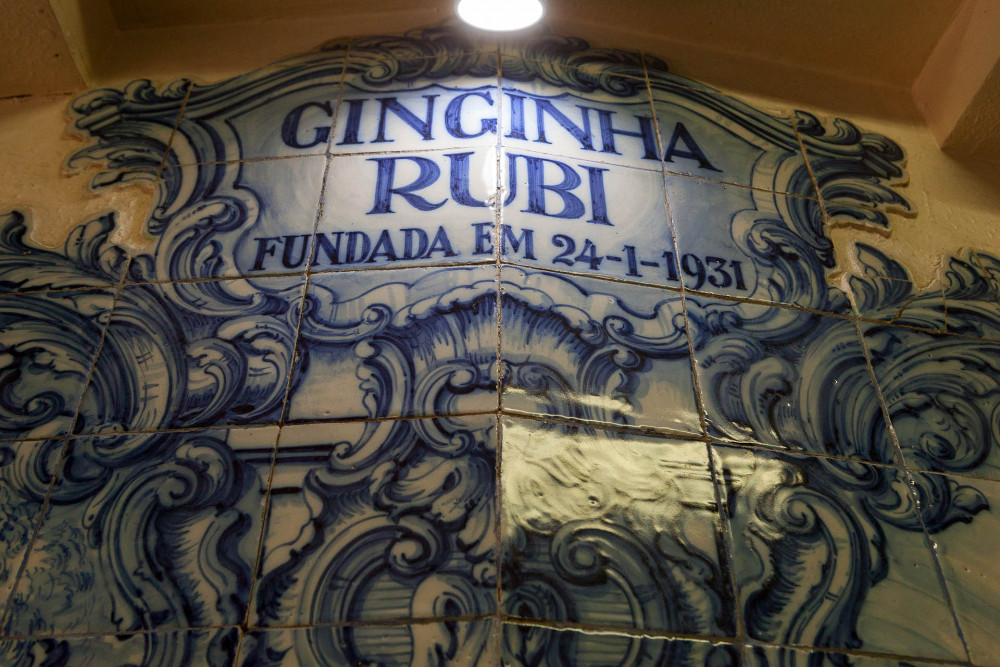 GINGINHA
RUBI
FUNDADA EM 24-1-1931